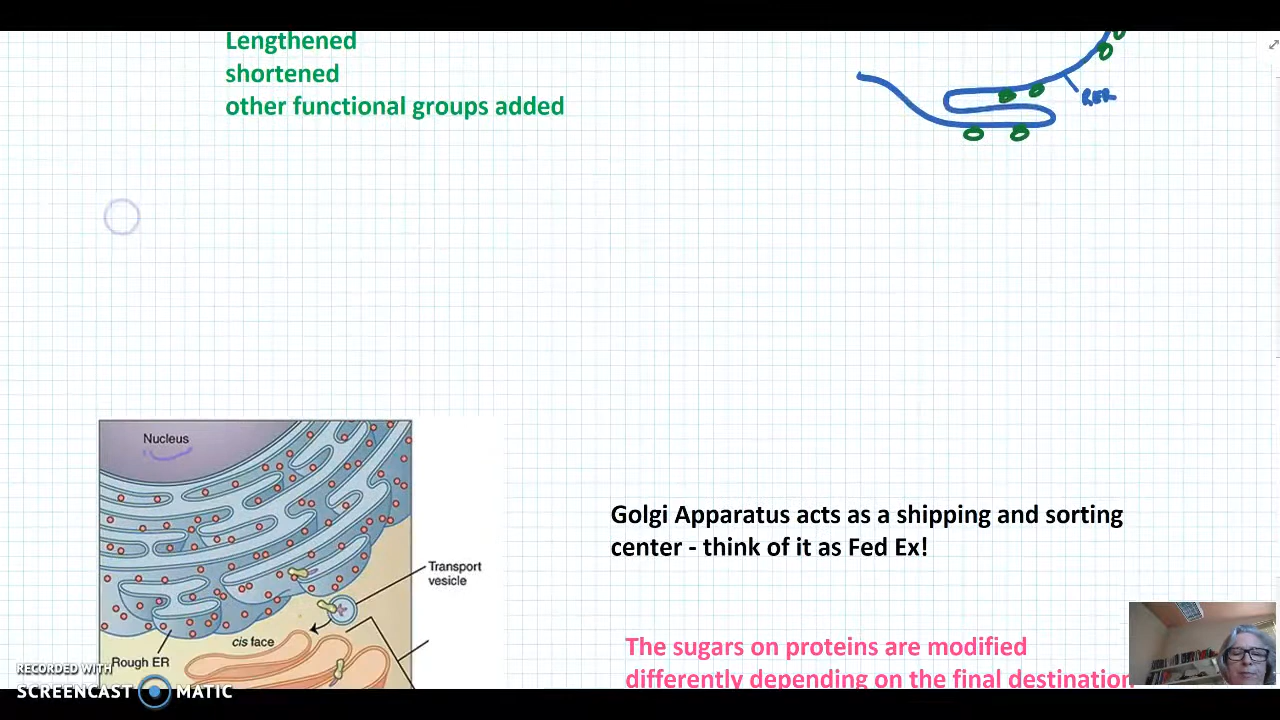 Lengthened
shortened
other functional groups added
RER
Nucleus
Golgi Apparatus acts as a shipping and sorting
center - think of it as Fed Ex!
Transport
vesicle
cis face
Rough ER
The sugars on proteins are modified
differently depending on the final destination
RECORDED WITH
SCREENCAST MATIC